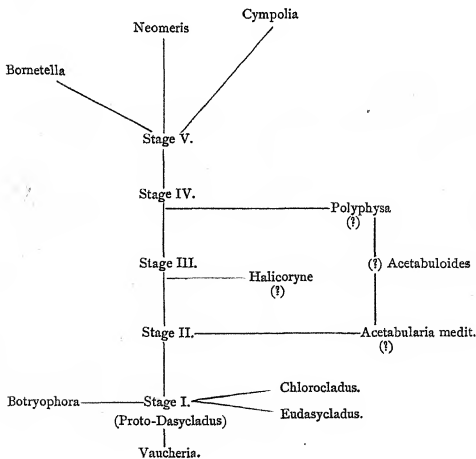 Cympolia
Neomeris
Bornetella
Stage V.
Stage IV.
Polyphysa
(?)
Stage III.
(?) Acetabuloides
Halicoryne
(?)
Stage II.
Acetabularia medit.
(?)
Chlorocladus.
Botryophora
Stage I.
Eudasycladus.
(Proto-Dasycladus)
Vaucheria.